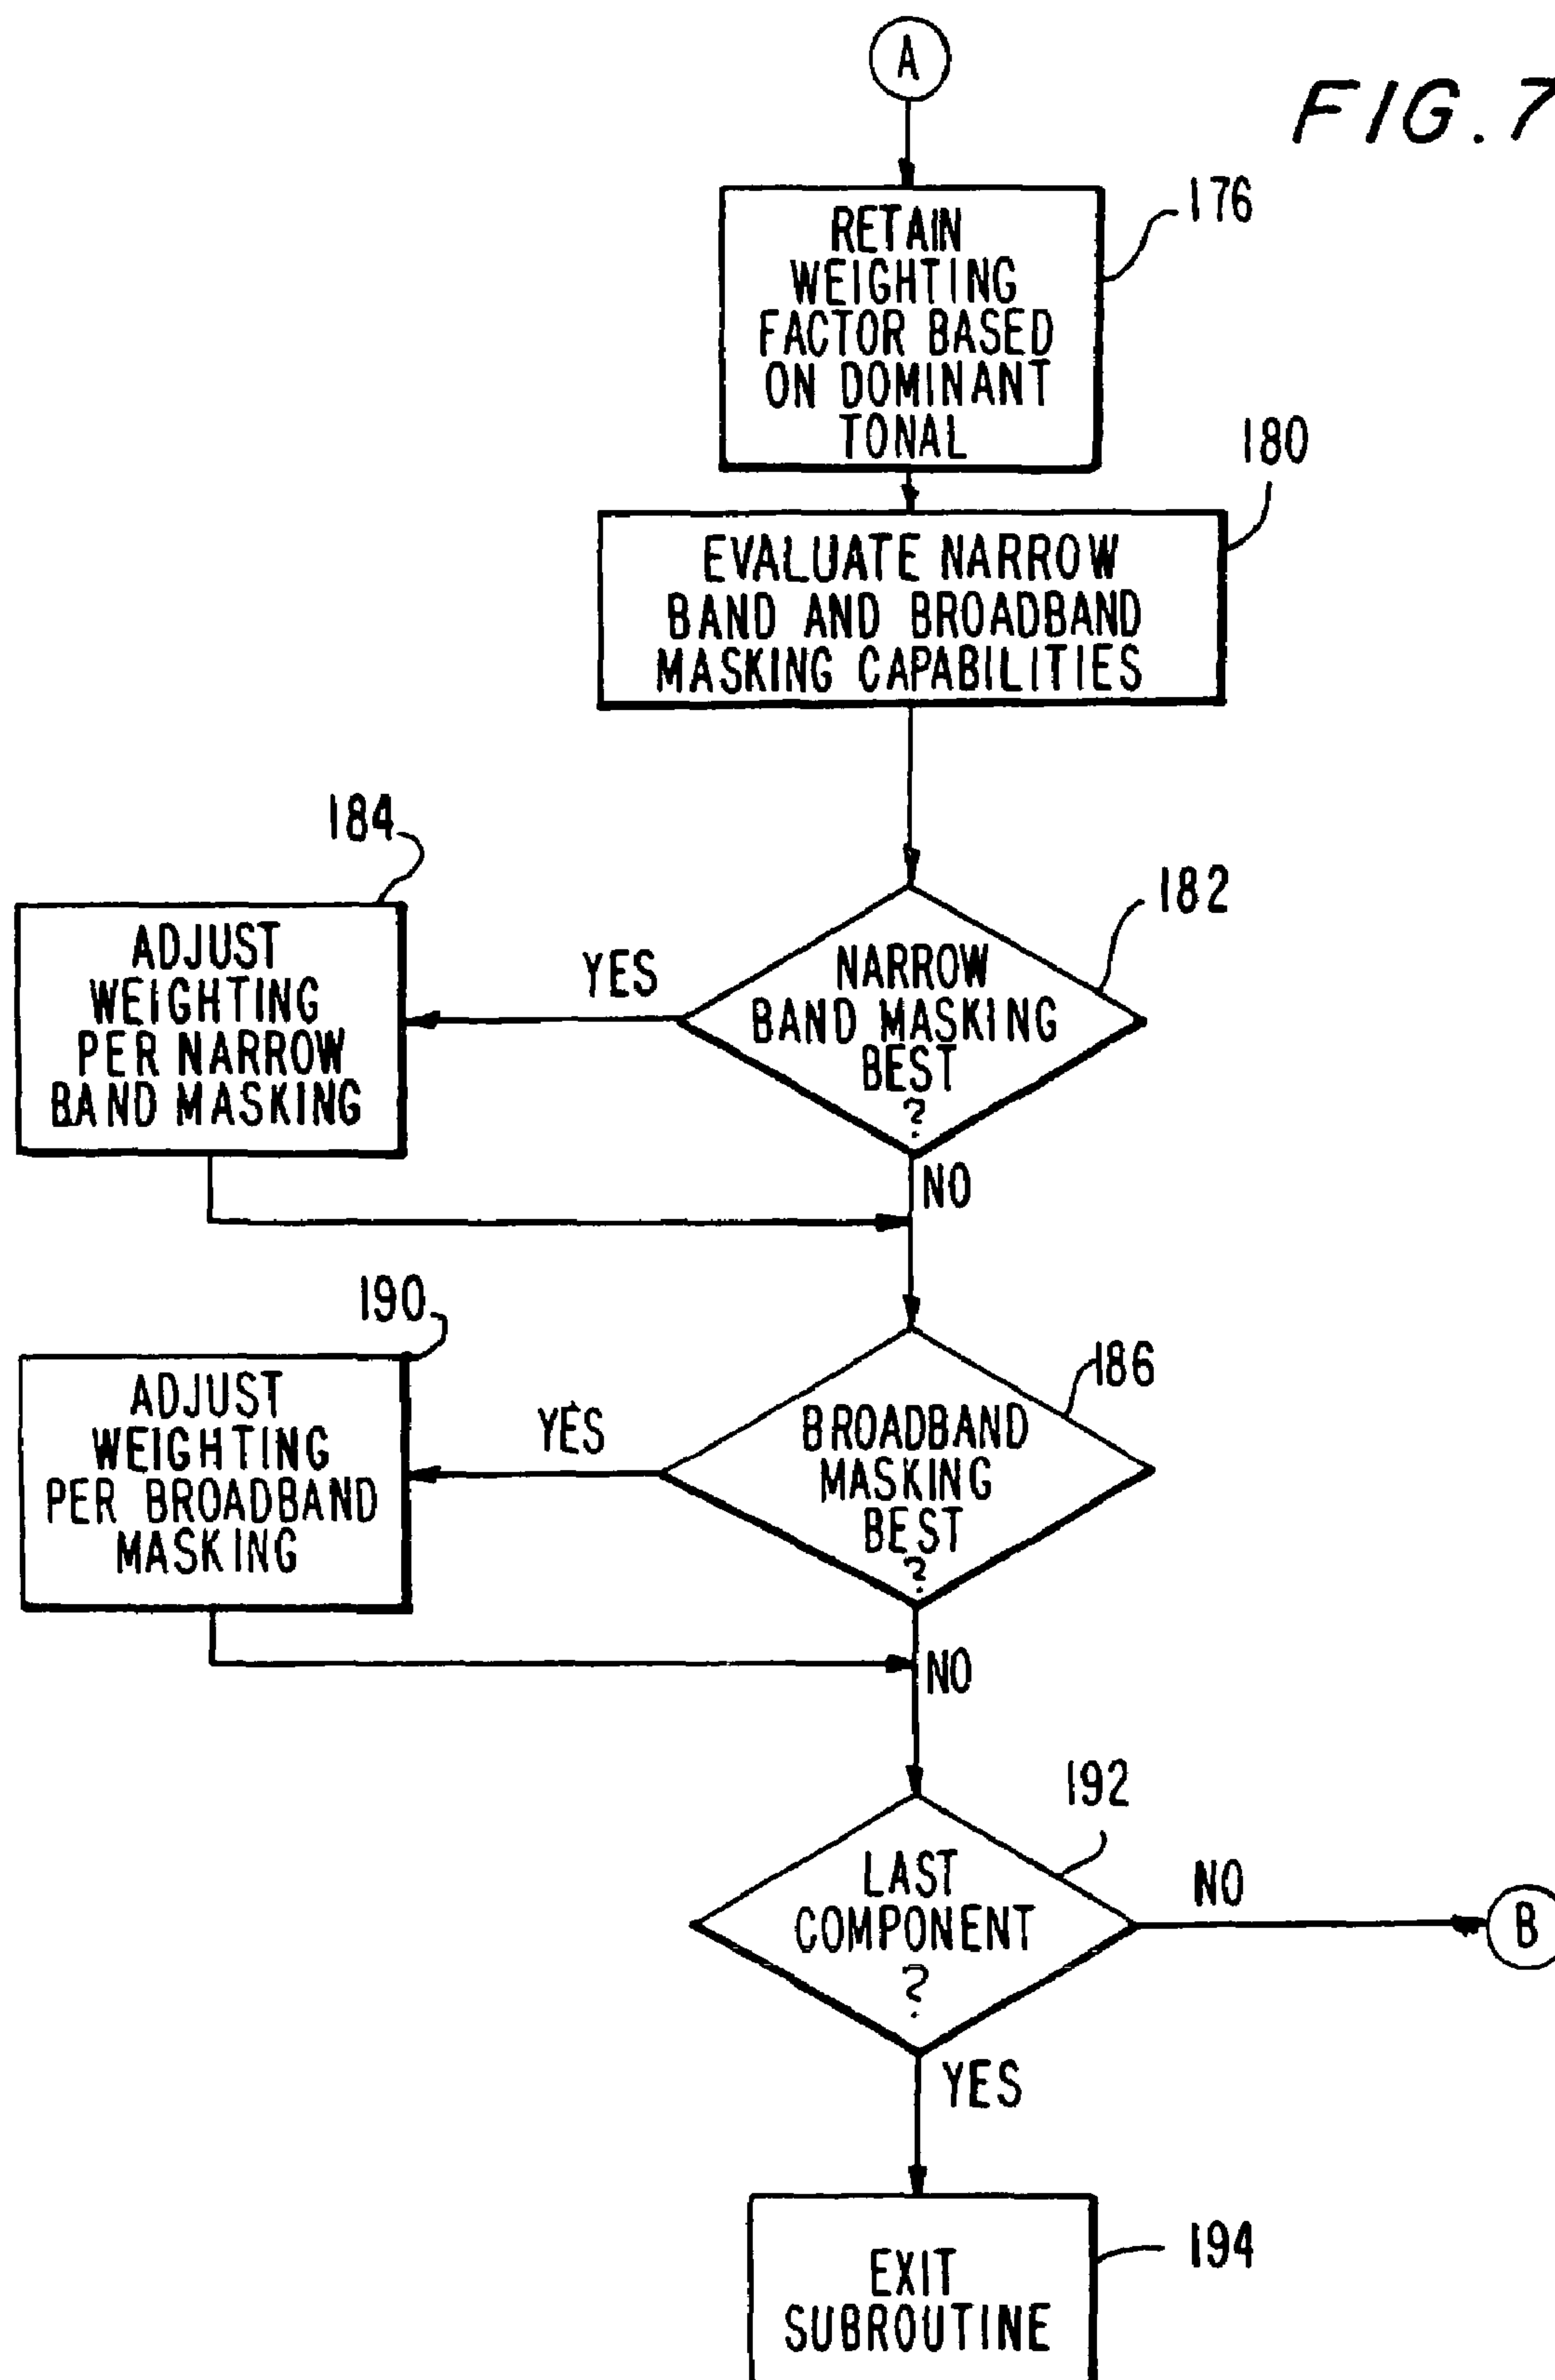 A
FIG. 7
176
RETAIN
WEIGHTING
FACTOR BASED
ON DOMINANT
TONAL
180
EVALUATE NARROW
BAND AND BROADBAND
MASKING CAPABILITIES
184
ADJUST
WEIGHTING
PER NARROW
BAND MASKING
YES
182
NARROW
BAND MASKING
BEST
?
NO
190
ADJUST
WEIGHTING
PER BROADBAND
MASKING
YES
186
BROADBAND
MASKING
BEST
?
NO
192
LAST
COMPONENT
?
NO
B
YES
194
EXIT
SUBROUTINE